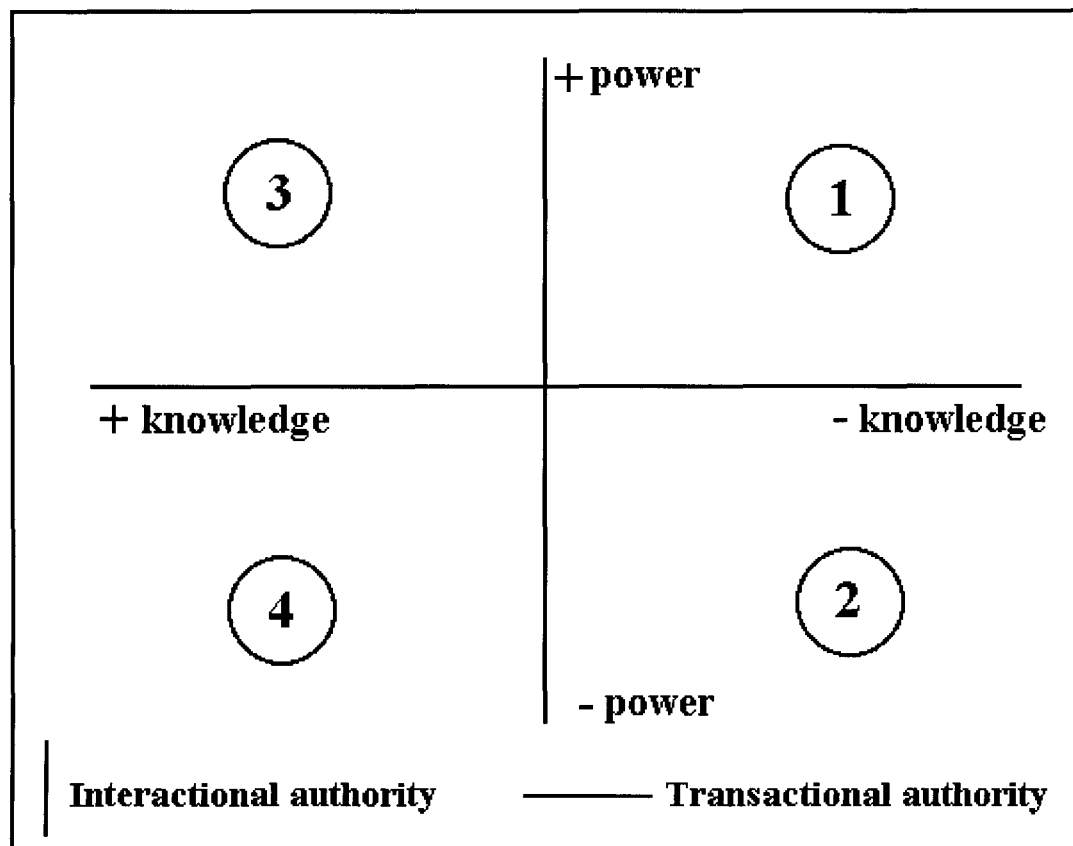 + power
3
1
+ knowledge
- knowledge
4
2
- power
Interactional authority
Transactional authority